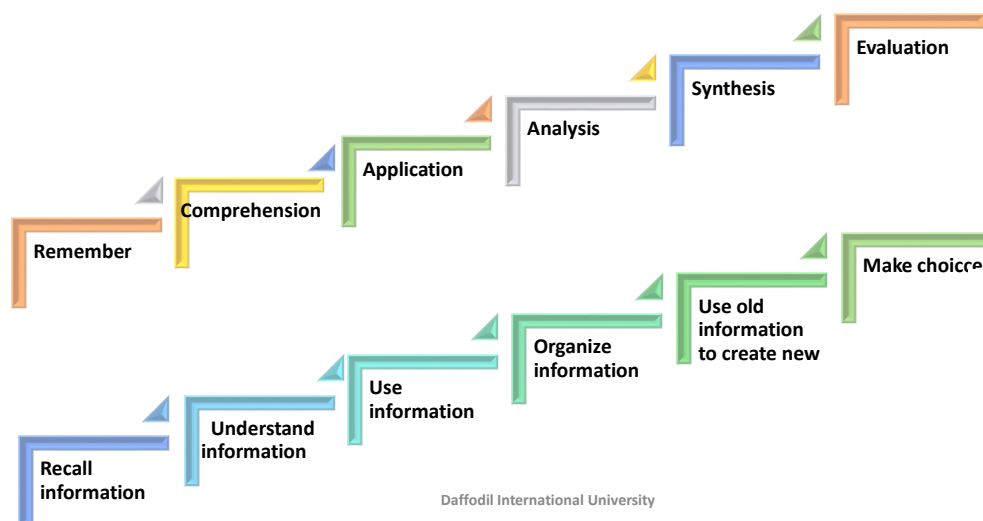 Remember
Comprehension
Application
Analysis
Synthesis
Evaluation
Recall
information
Understand
information
Use
information
Organize
information
Use old
information
to create new
Make choicce
Daffodil International University